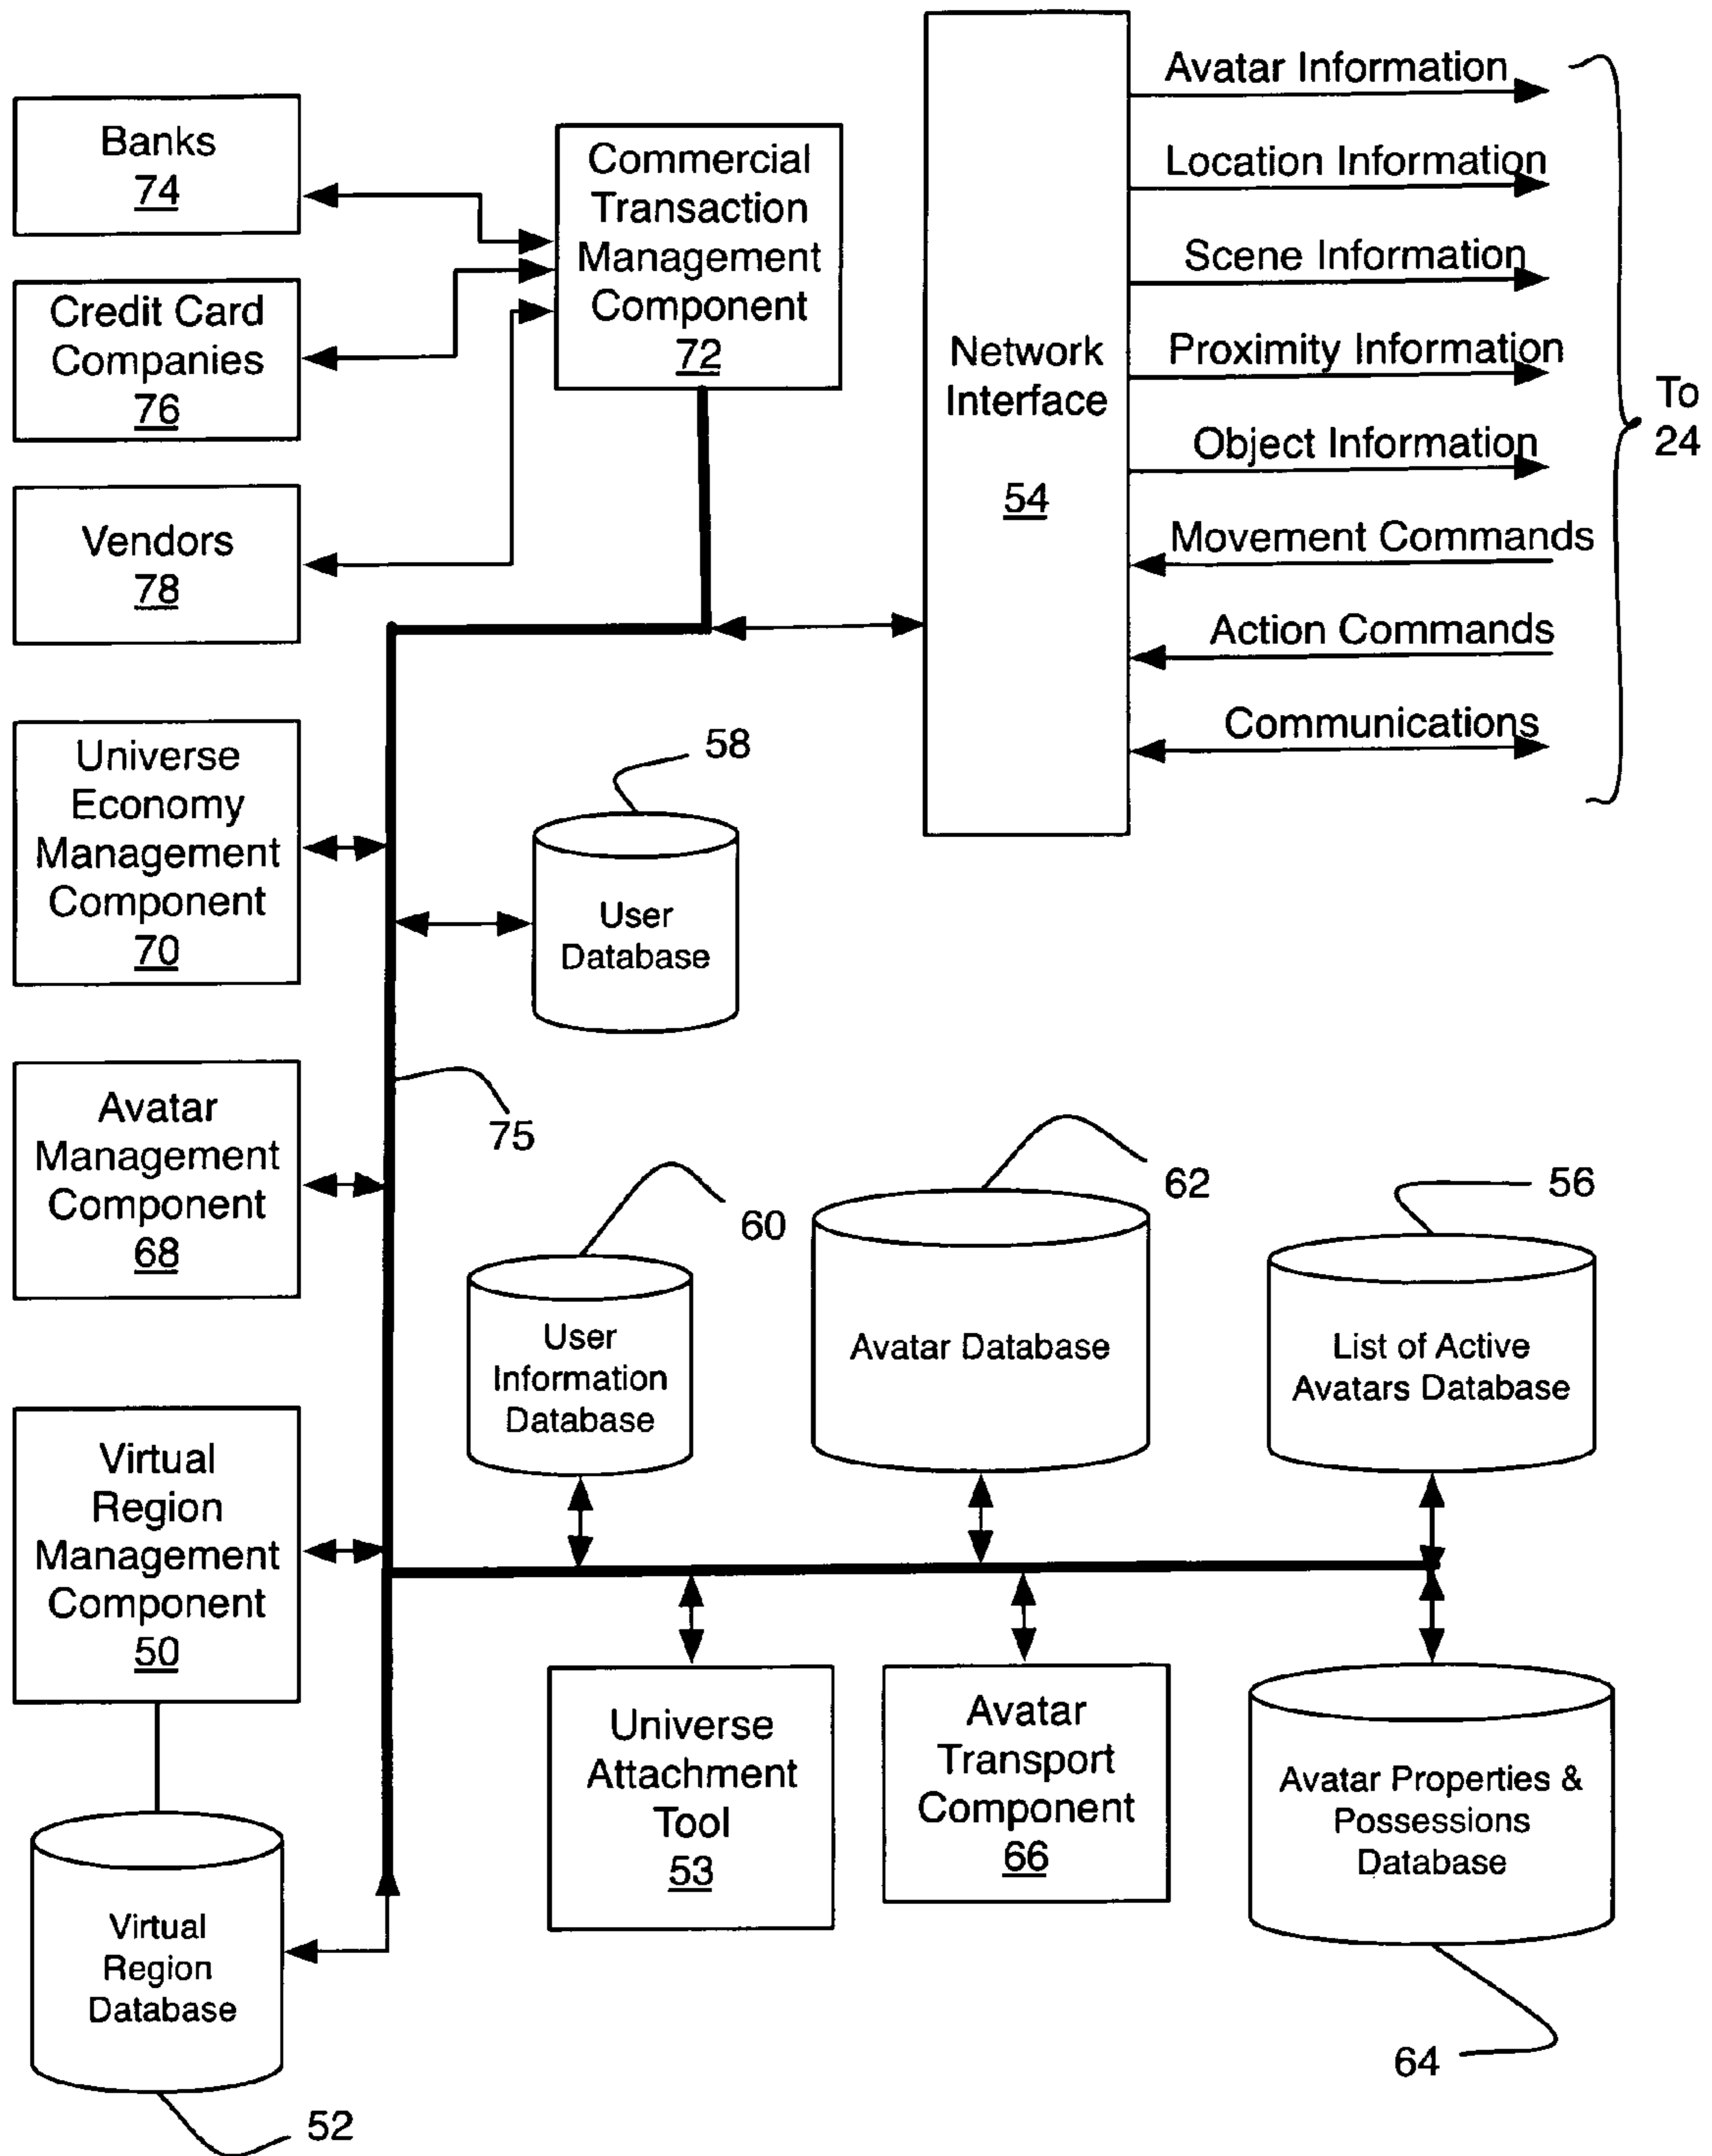 Banks
74
Credit Card
Companies
76
Vendors
78
Commercial
Transaction
Management
Component
72
Network
Interface
54
Avatar Information
Location Information
Scene Information
Proximity Information
Object Information
Movement Commands
Action Commands
Communications
To
24
Universe
Economy
Management
Component
70
58
User
Database
Avatar
Management
Component
68
75
60
User
Information
Database
62
Avatar Database
56
List of Active
Avatars Database
Virtual
Region
Management
Component
50
Universe
Attachment
Tool
53
Avatar
Transport
Component
66
Avatar Properties &
Possessions
Database
64
Virtual
Region
Database
52